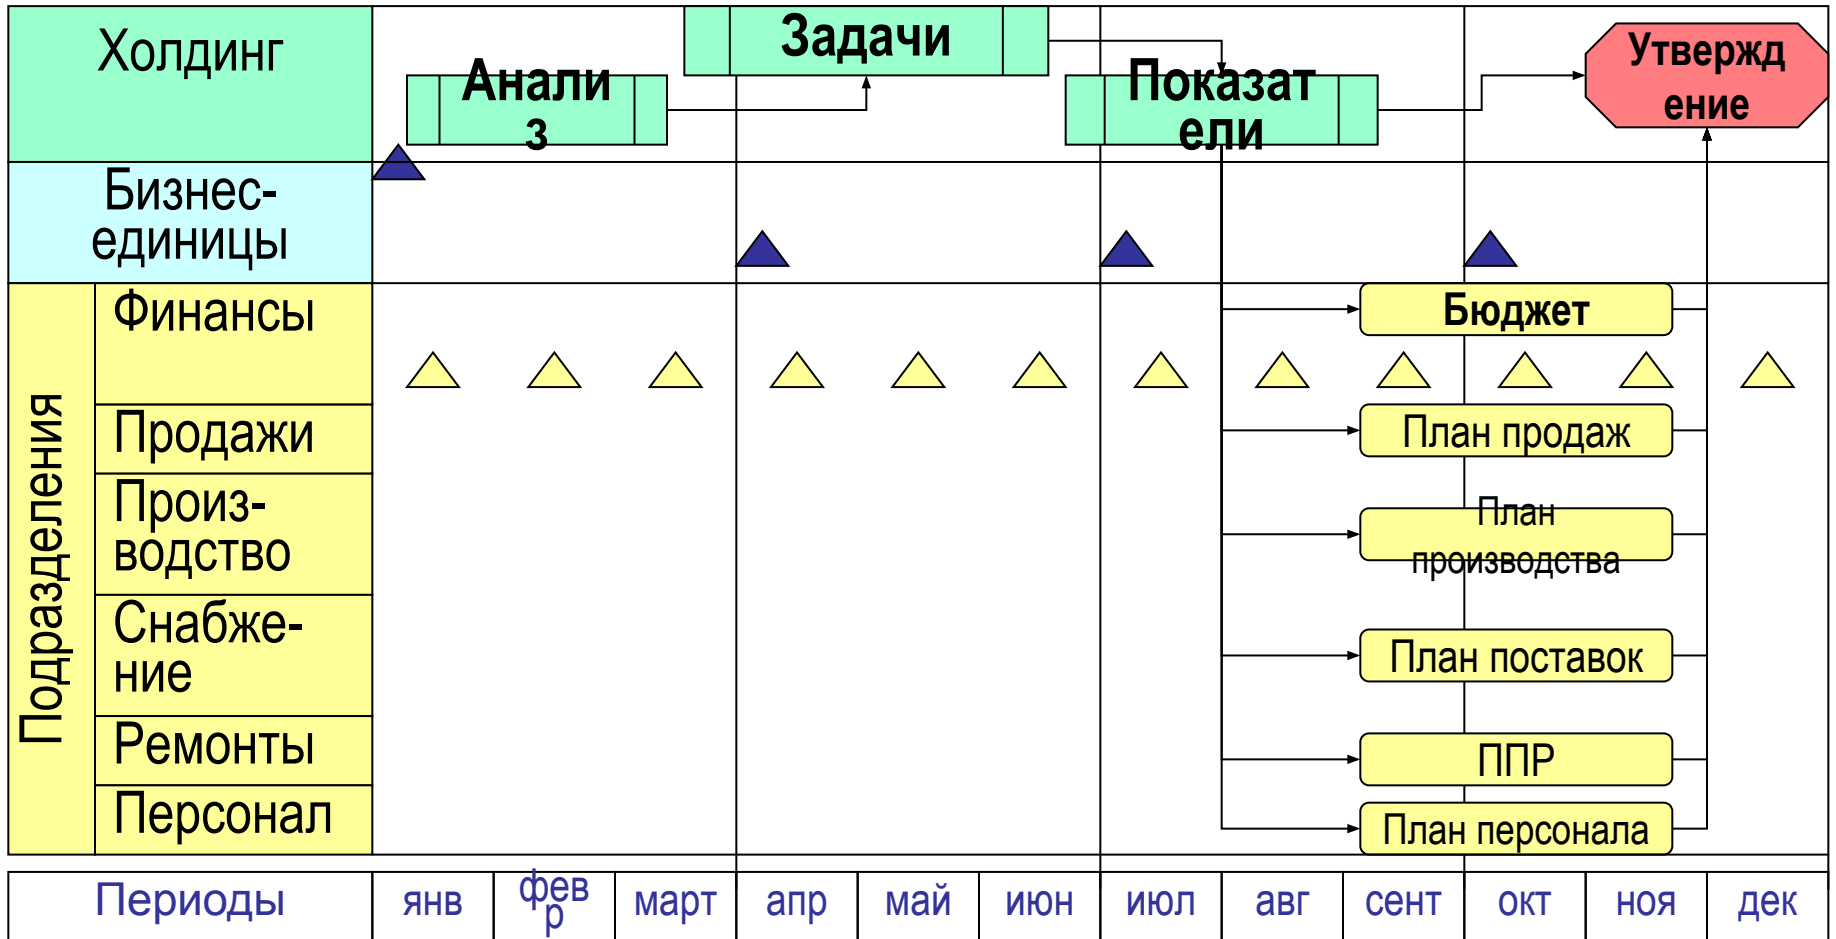 Холдинг
Анали
з
Задачи
Показат
ели
Утвержд
ение
Бизнес-
единицы
Подразделения
Финансы
Бюджет
Продажи
План продаж
Произ-
водство
План
производства
Снабже-
ние
План поставок
Ремонты
ППР
Персонал
План персонала
Периоды
янв
фев
р
март
апр
май
июн
июл
авг
сент
окт
ноя
дек